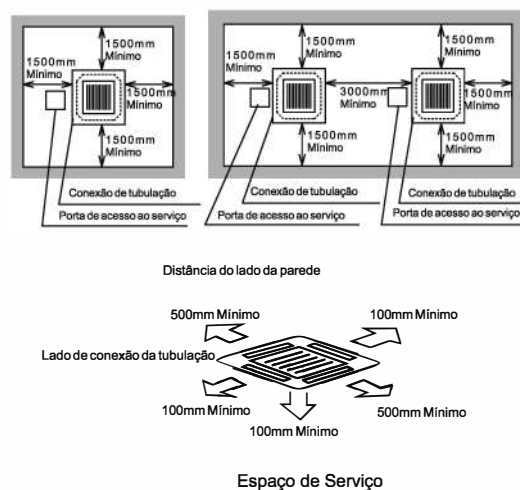 1500mm
Mínimo
1500mm
Mínimo
1500mm
Mínimo
1500mm
Mínimo
Conexão de tubulação
Porta de acesso ao serviço
1500mm
Mínimo
1500mm
Mínimo
1500mm
Mínimo
3000mm
Mínimo
1500mm
Mínimo
1500mm
Mínimo
1500mm
Mínimo
Conexão de tubulação
Porta de acesso ao serviço
Conexão de tubulação
Porta de acesso ao serviço
Distância do lado da parede
500mm Mínimo
100mm Mínimo
Lado de conexão da tubulação
100mm Mínimo
500mm Mínimo
100mm Mínimo
Espaço de Serviço